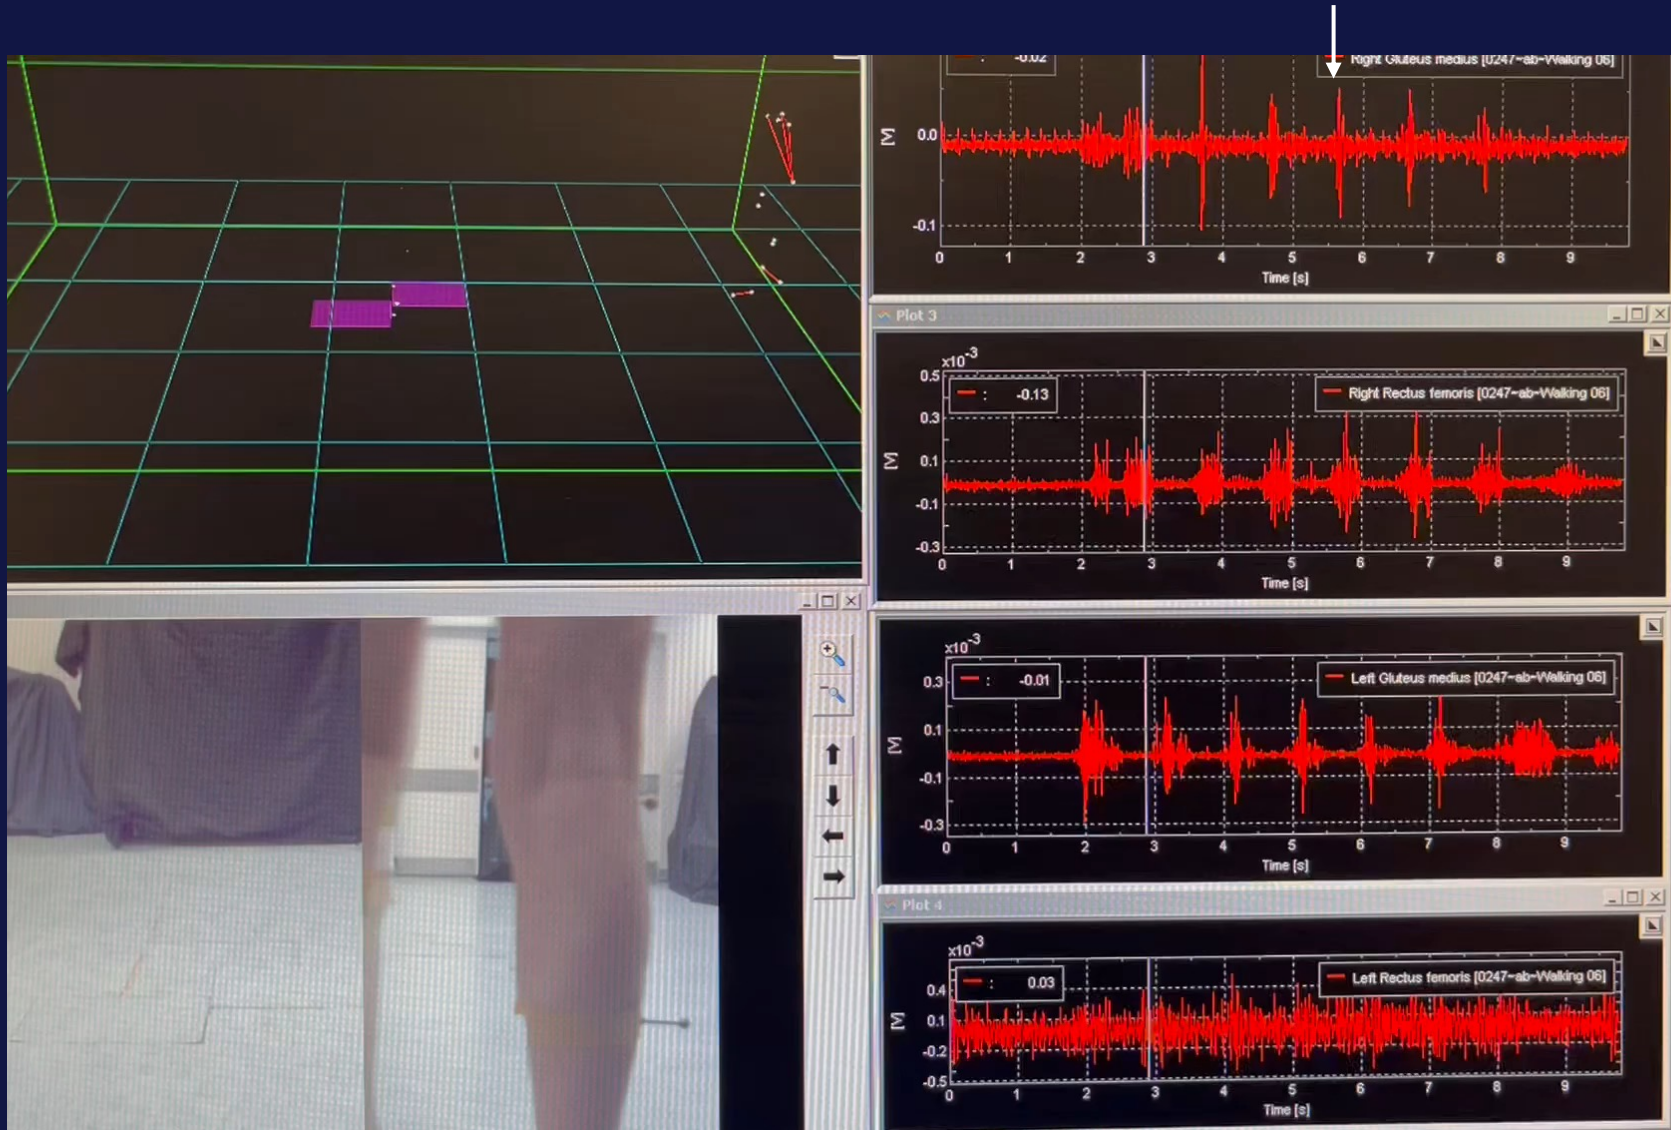 : -0.02
Right Gluteus medius [0247-ab-Walking 06]
[V]
0.0
-0.1
0 1 2 3 4 5 6 7 8 9
Time [s]
Plot 3
x10-3
: -0.13
Right Rectus femoris [0247-ab-Walking 06]
[V]
0.5
0.3
0.1
-0.1
-0.3
0 1 2 3 4 5 6 7 8 9
Time [s]
x10-3
: -0.01
Left Gluteus medius [0247-ab-Walking 06]
[V]
0.3
0.1
-0.1
-0.3
0 1 2 3 4 5 6 7 8 9
Time [s]
Plot 4
x10-3
: 0.03
Left Rectus femoris [0247-ab-Walking 06]
[V]
0.4
0.1
-0.2
-0.5
0 1 2 3 4 5 6 7 8 9
Time [s]